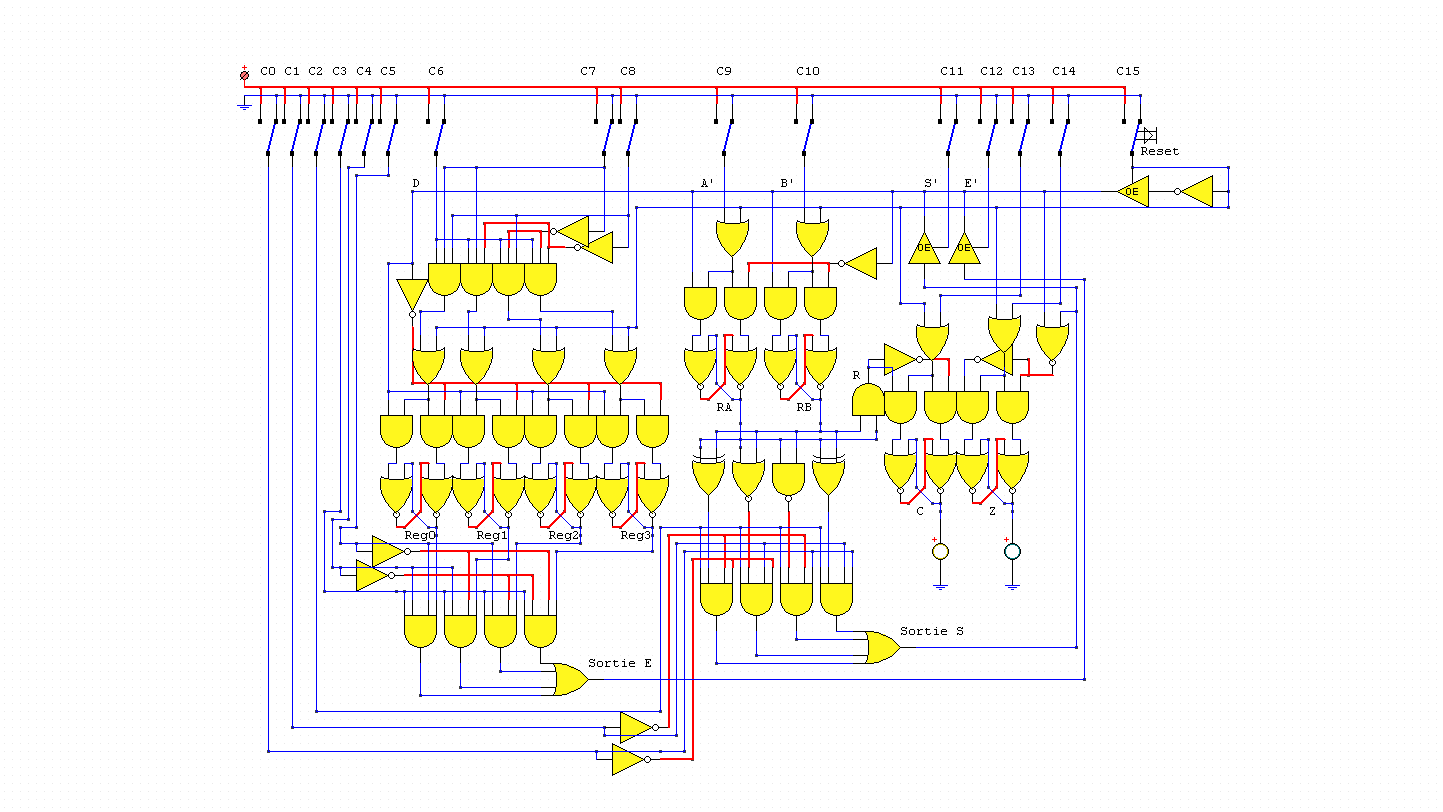 C0 C1 C2 C3 C4 C5 C6 C7 C8 C9 C10 C11 C12 C13 C14 C15
Reset
D A' B' S' E' OE
OE OE
R
RA RB
C Z
Reg0 Reg1 Reg2 Reg3
Sortie S
Sortie E